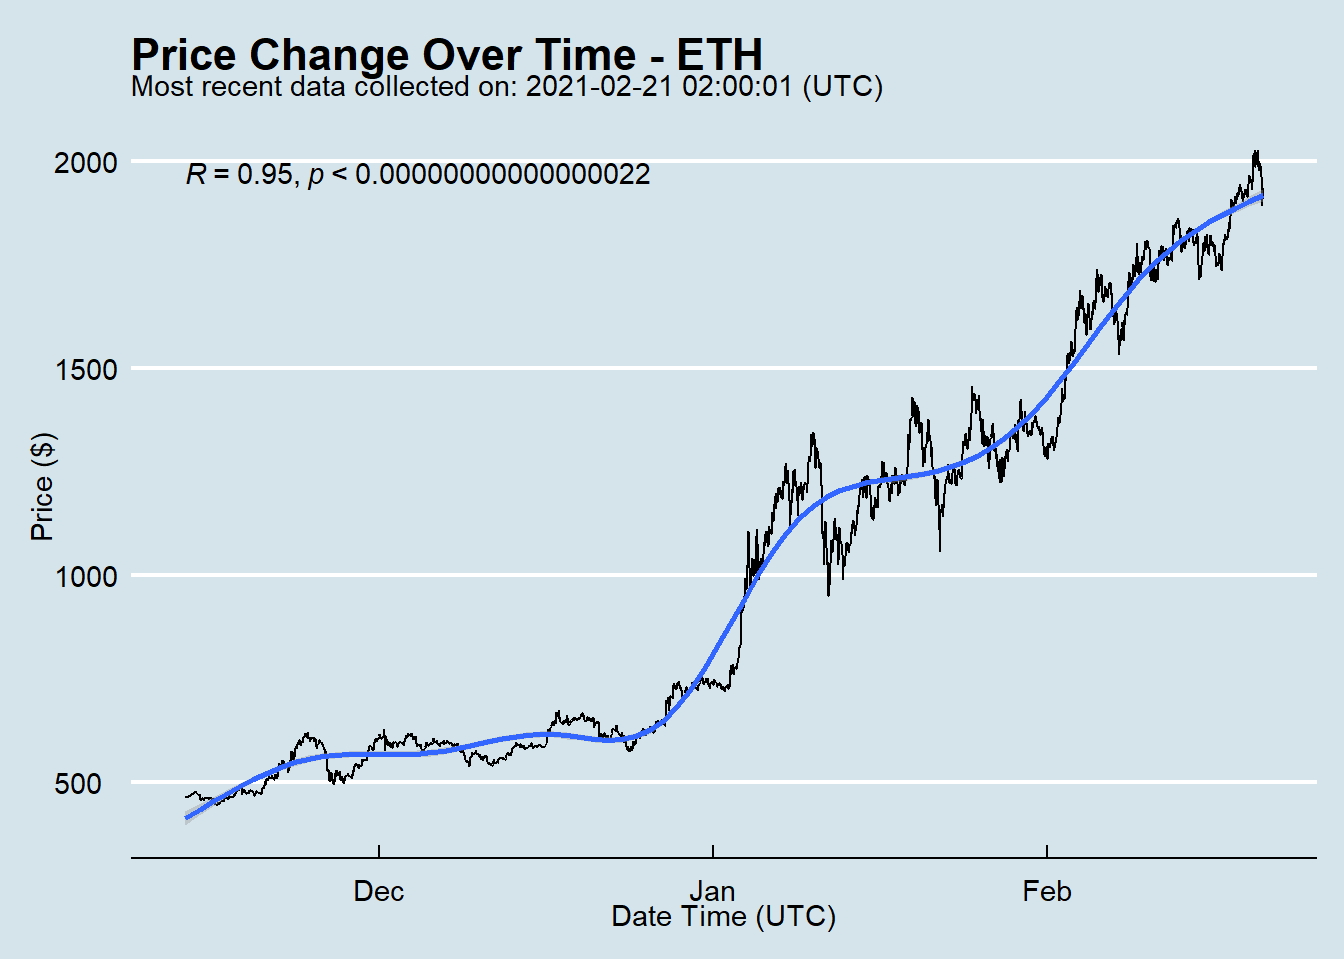 Price Change Over Time - ETH
Most recent data collected on: 2021-02-21 02:00:01 (UTC)
2000
R = 0.95, p < 0.00000000000000022
1500
Price ($)
1000
500
Dec Jan Feb
Date Time (UTC)